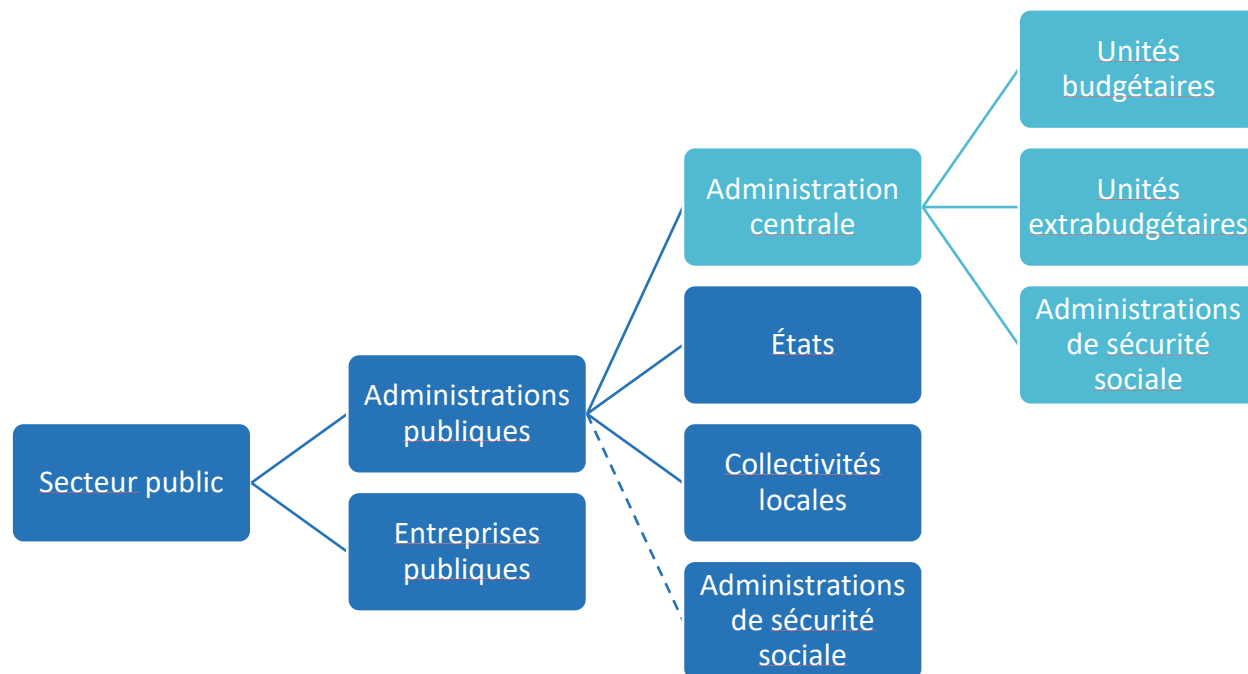 Secteur public
Administrations
publiques
Entreprises
publiques
Administration
centrale
États
Collectivités
locales
Administrations
de sécurité
sociale
Unités
budgétaires
Unités
extrabudgétaires
Administrations
de sécurité
sociale